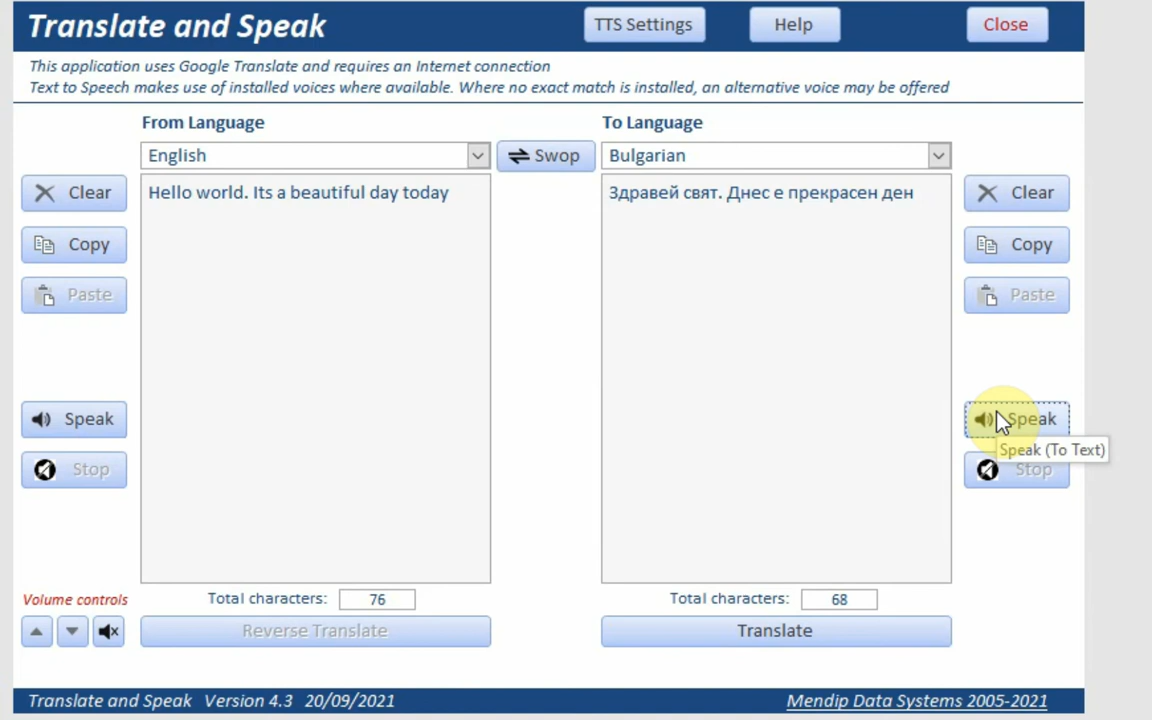 Translate and Speak
TTS Settings
Help
Close
This application uses Google Translate and requires an Internet connection
Text to Speech makes use of installed voices where available. Where no exact match is installed, an alternative voice may be offered
From Language
To Language
English
Swop
Bulgarian
Clear
Hello world. Its a beautiful day today
Здравей свят. Днес е прекрасен ден
Clear
Copy
Copy
Paste
Paste
Speak
Speak
Speak (To Text)
Stop
Stop
Volume controls
Total characters: 76
Total characters: 68
Reverse Translate
Translate
Translate and Speak Version 4.3 20/09/2021
Mendip Data Systems 2005-2021